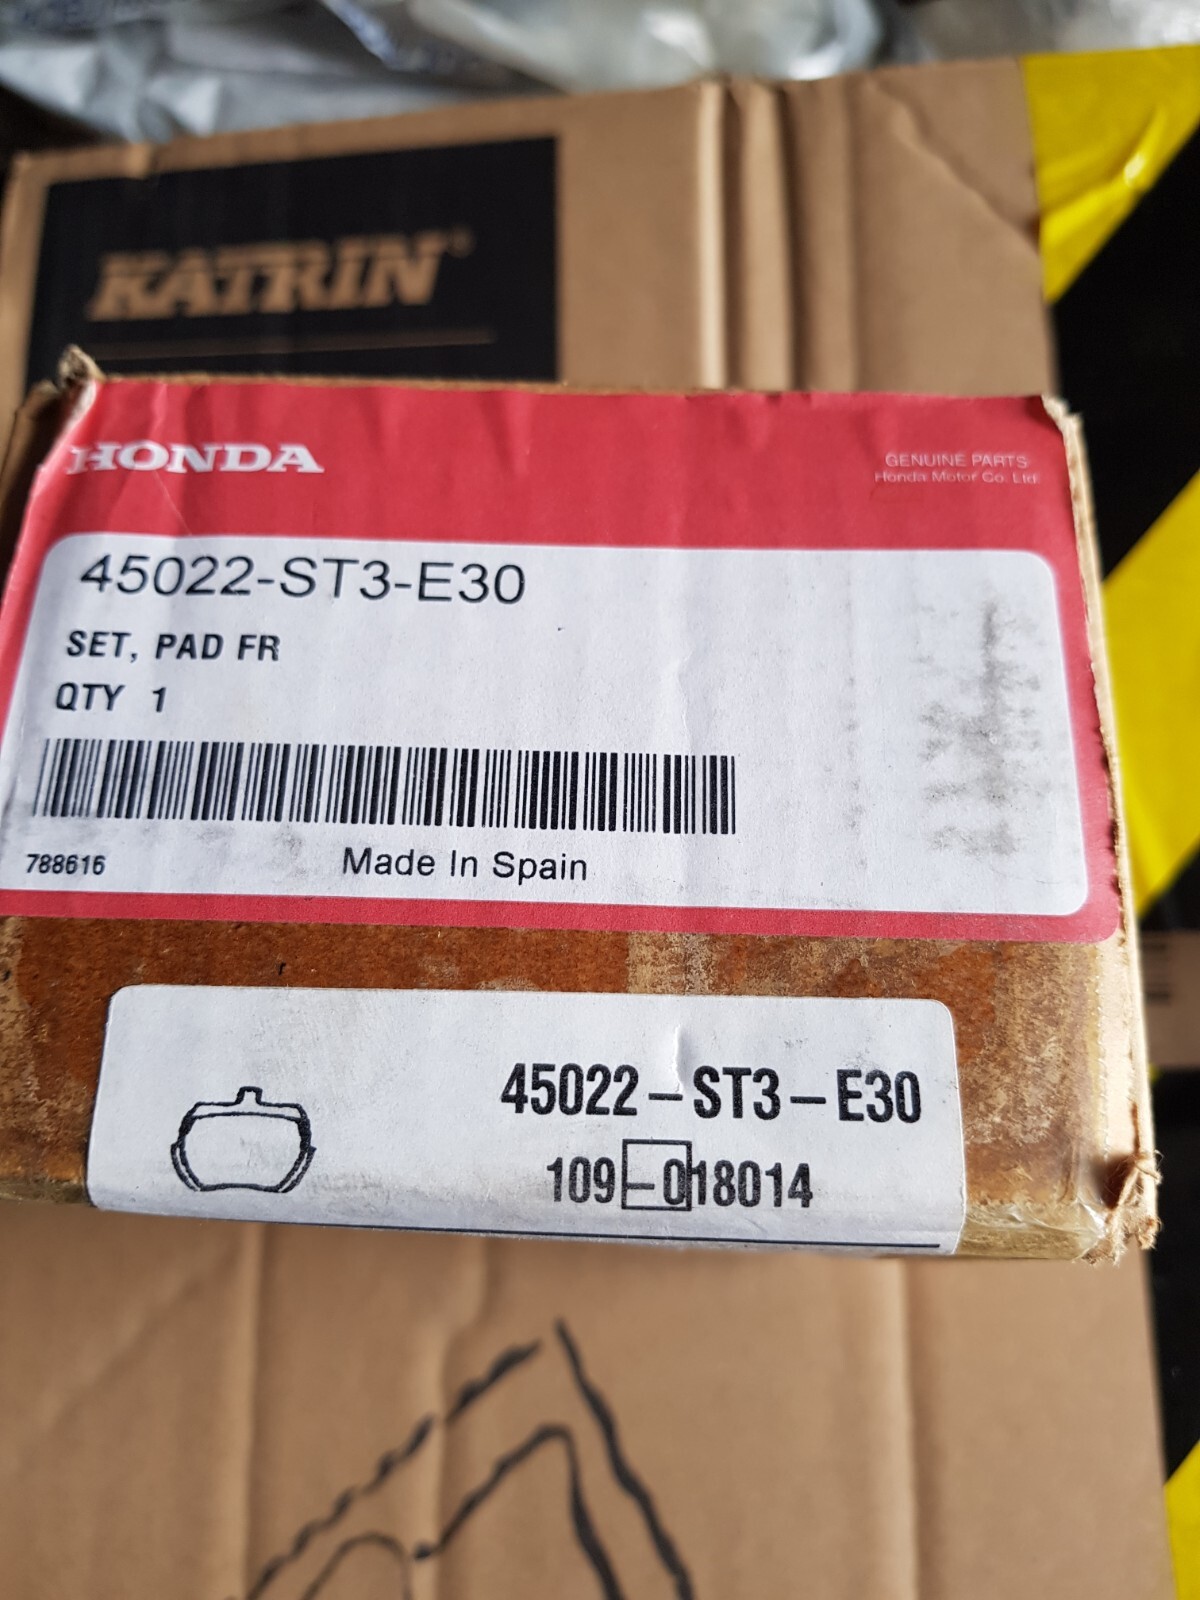 KATRIN®
HONDA
GENUINE PARTS
Honda Motor Co. Ltd.
45022-ST3-E30
SET, PAD FR
QTY 1
788616
Made In Spain
45022-ST3-E30
109-018014